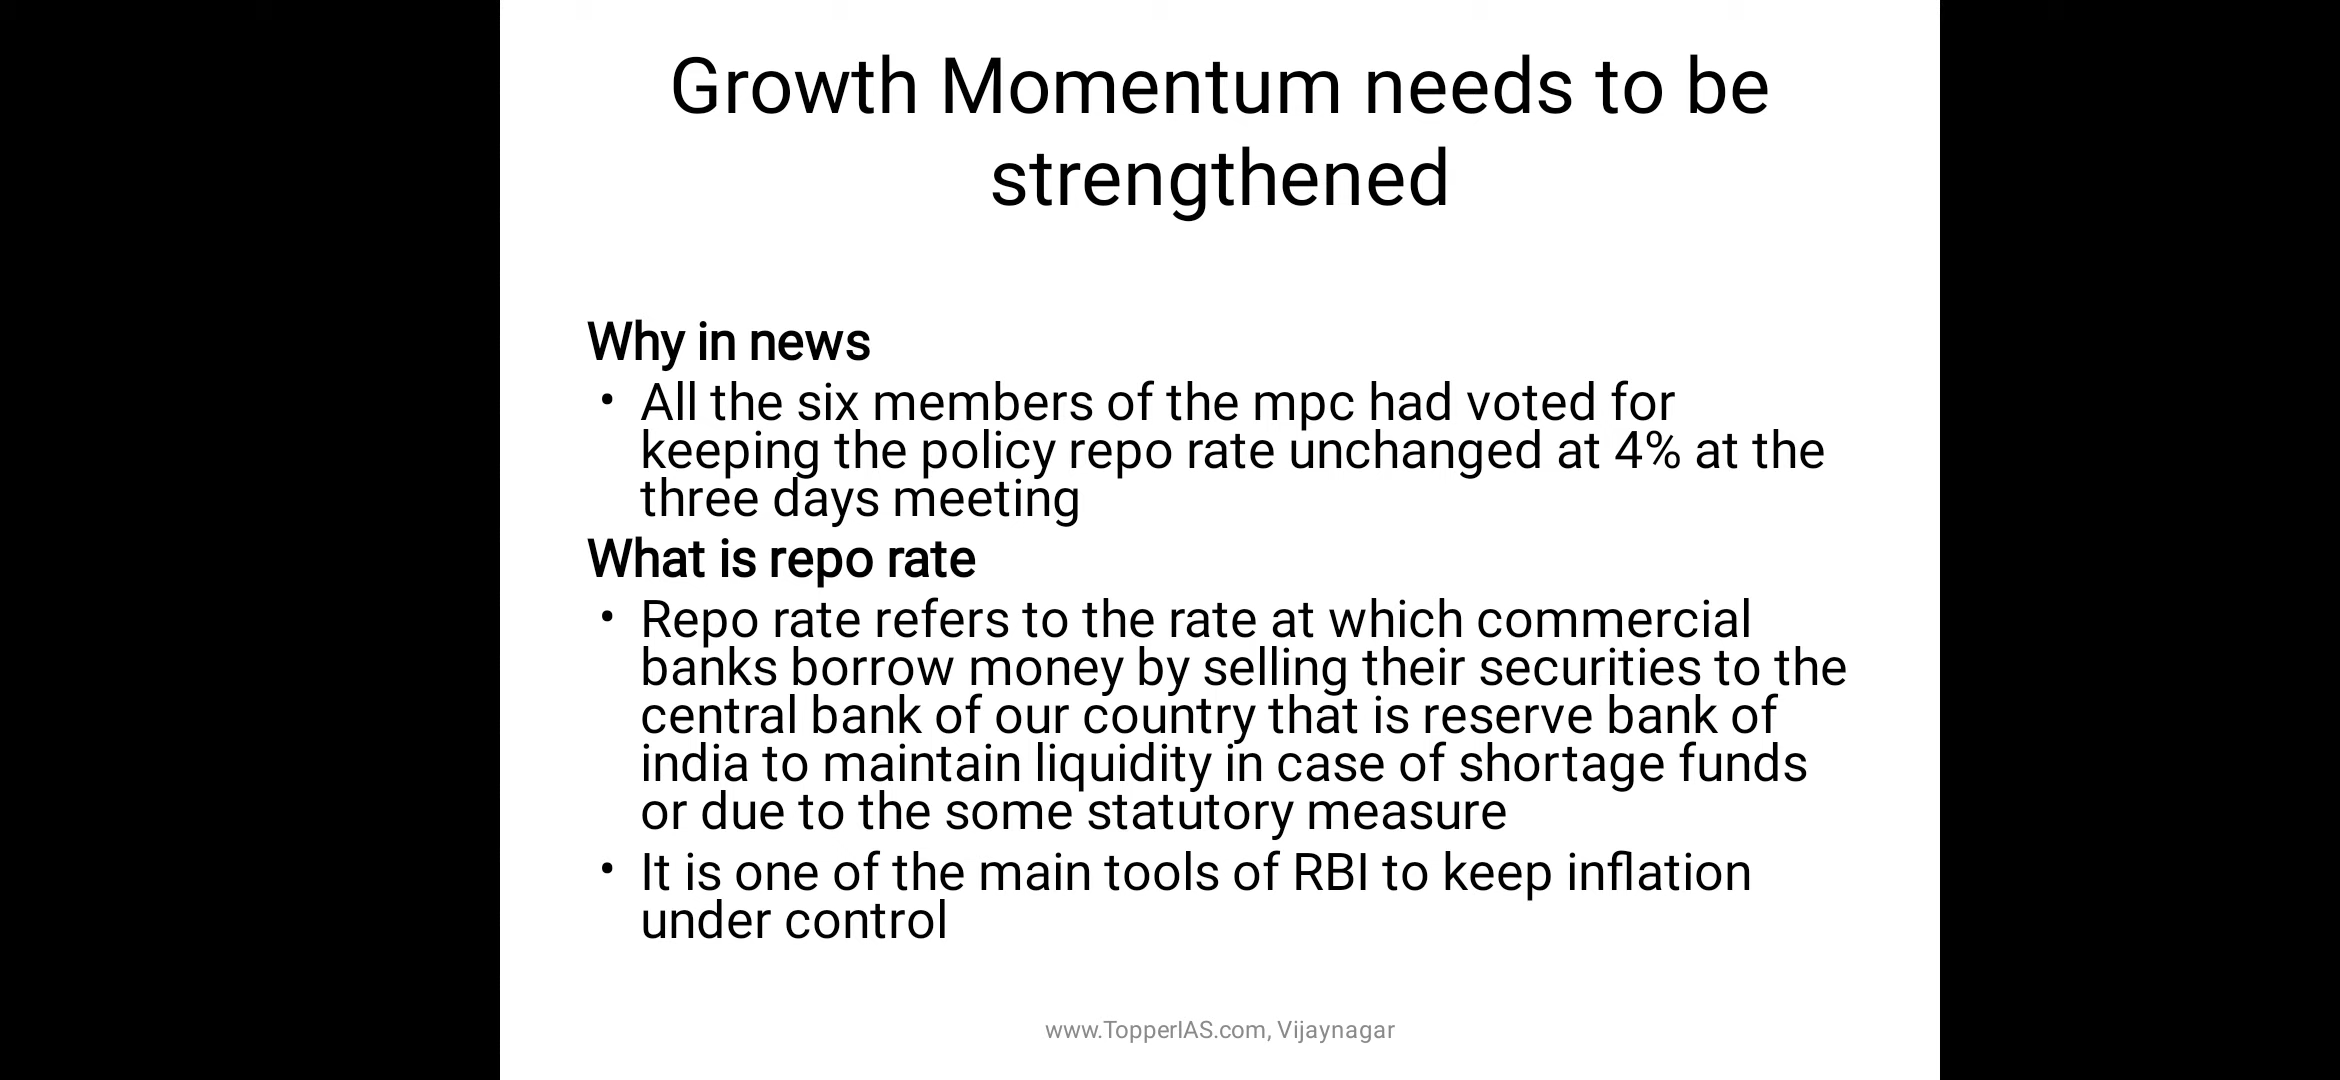 Growth Momentum needs to be
strengthened
Why in news
• All the six members of the mpc had voted for
keeping the policy repo rate unchanged at 4% at the
three days meeting
What is repo rate
• Repo rate refers to the rate at which commercial
banks borrow money by selling their securities to the
central bank of our country that is reserve bank of
india to maintain liquidity in case of shortage funds
or due to the some statutory measure
• It is one of the main tools of RBI to keep inflation
under control
www.TopperIAS.com, Vijaynagar